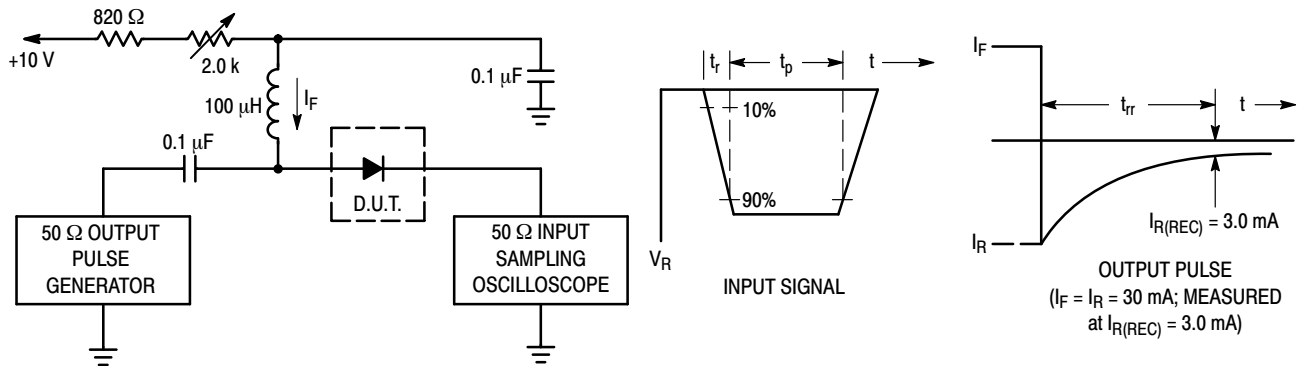 820 Ω
+10 V
2.0 k
100 μH
I_F
0.1 μF
0.1 μF
D.U.T.
50 Ω OUTPUT
PULSE
GENERATOR
50 Ω INPUT
SAMPLING
OSCILLOSCOPE
t_r
t_p
t
10%
90%
V_R
INPUT SIGNAL
I_F
t_rr
t
I_R
I_R(REC) = 3.0 mA
OUTPUT PULSE
(I_F = I_R = 30 mA; MEASURED
at I_R(REC) = 3.0 mA)